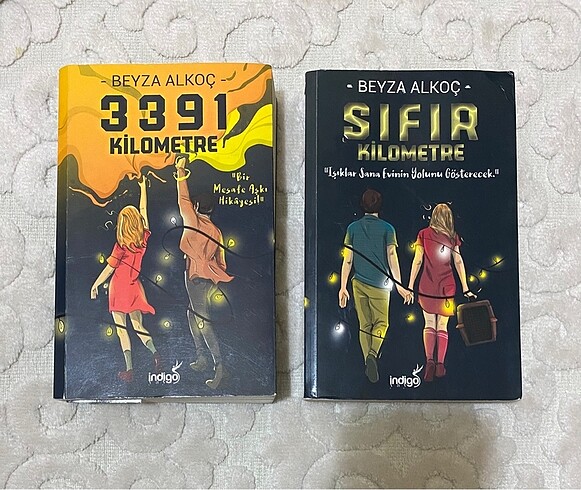 - BEYZA ALKOÇ -
3391
KİLOMETRE
"Bir
Mesafe Aşkı
Hikâyesi"
indigo
- BEYZA ALKOÇ -
SIFIR
KİLOMETRE
"Işıklar Sana Evinin Yolunu Gösterecek."
indigo